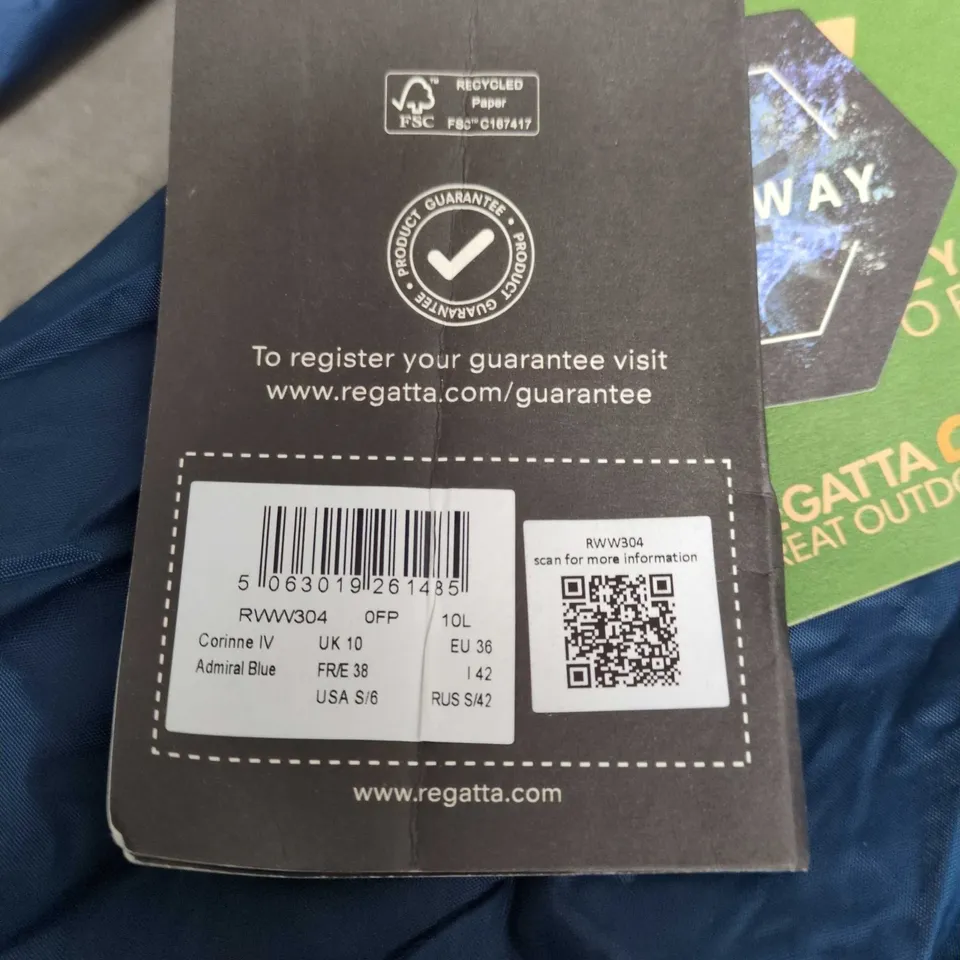 FSC™
RECYCLED
Paper
FSC™ C167417
PRODUCT GUARANTEE • PRODUCT GUARANTEE •
To register your guarantee visit
www.regatta.com/guarantee
5 063019 261485
RWW304 0FP 10L
Corinne IV UK 10 EU 36
Admiral Blue FR/E 38 I 42
USA S/6 RUS S/42
RWW304
scan for more information
www.regatta.com
WAY
EGATTA
REAT OUTDO